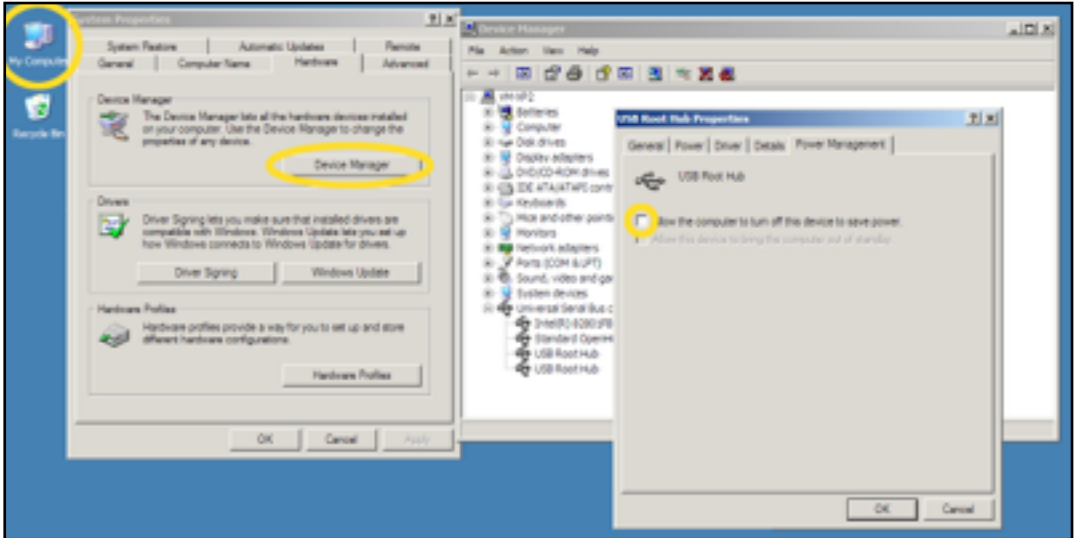 My Computer
Recycle Bin
System Properties
System Restore
Automatic Updates
Remote
General
Computer Name
Hardware
Advanced
Device Manager
The Device Manager lists all the hardware devices installed
on your computer. Use the Device Manager to change the
properties of any device.
Device Manager
Drivers
Driver Signing lets you make sure that installed drivers are
compatible with Windows. Windows Update lets you set up
how Windows connects to Windows Update for drivers.
Driver Signing
Windows Update
Hardware Profiles
Hardware profiles provide a way for you to set up and store
different hardware configurations.
Hardware Profiles
OK
Cancel
Apply
Device Manager
File Action View Help
Batteries
Computer
Disk drives
Display adapters
DVD/CD-ROM drives
IDE ATA/ATAPI contr
Keyboards
Mice and other pointi
Monitors
Network adapters
Ports (COM & LPT)
Sound, video and gam
System devices
Universal Serial Bus c
Standard OpenH
USB Root Hub
USB Root Hub
USB Root Hub Properties
General
Power
Driver
Details
Power Management
USB Root Hub
llow the computer to turn off this device to save power.
Allow this device to bring the computer out of standby.
OK
Cancel